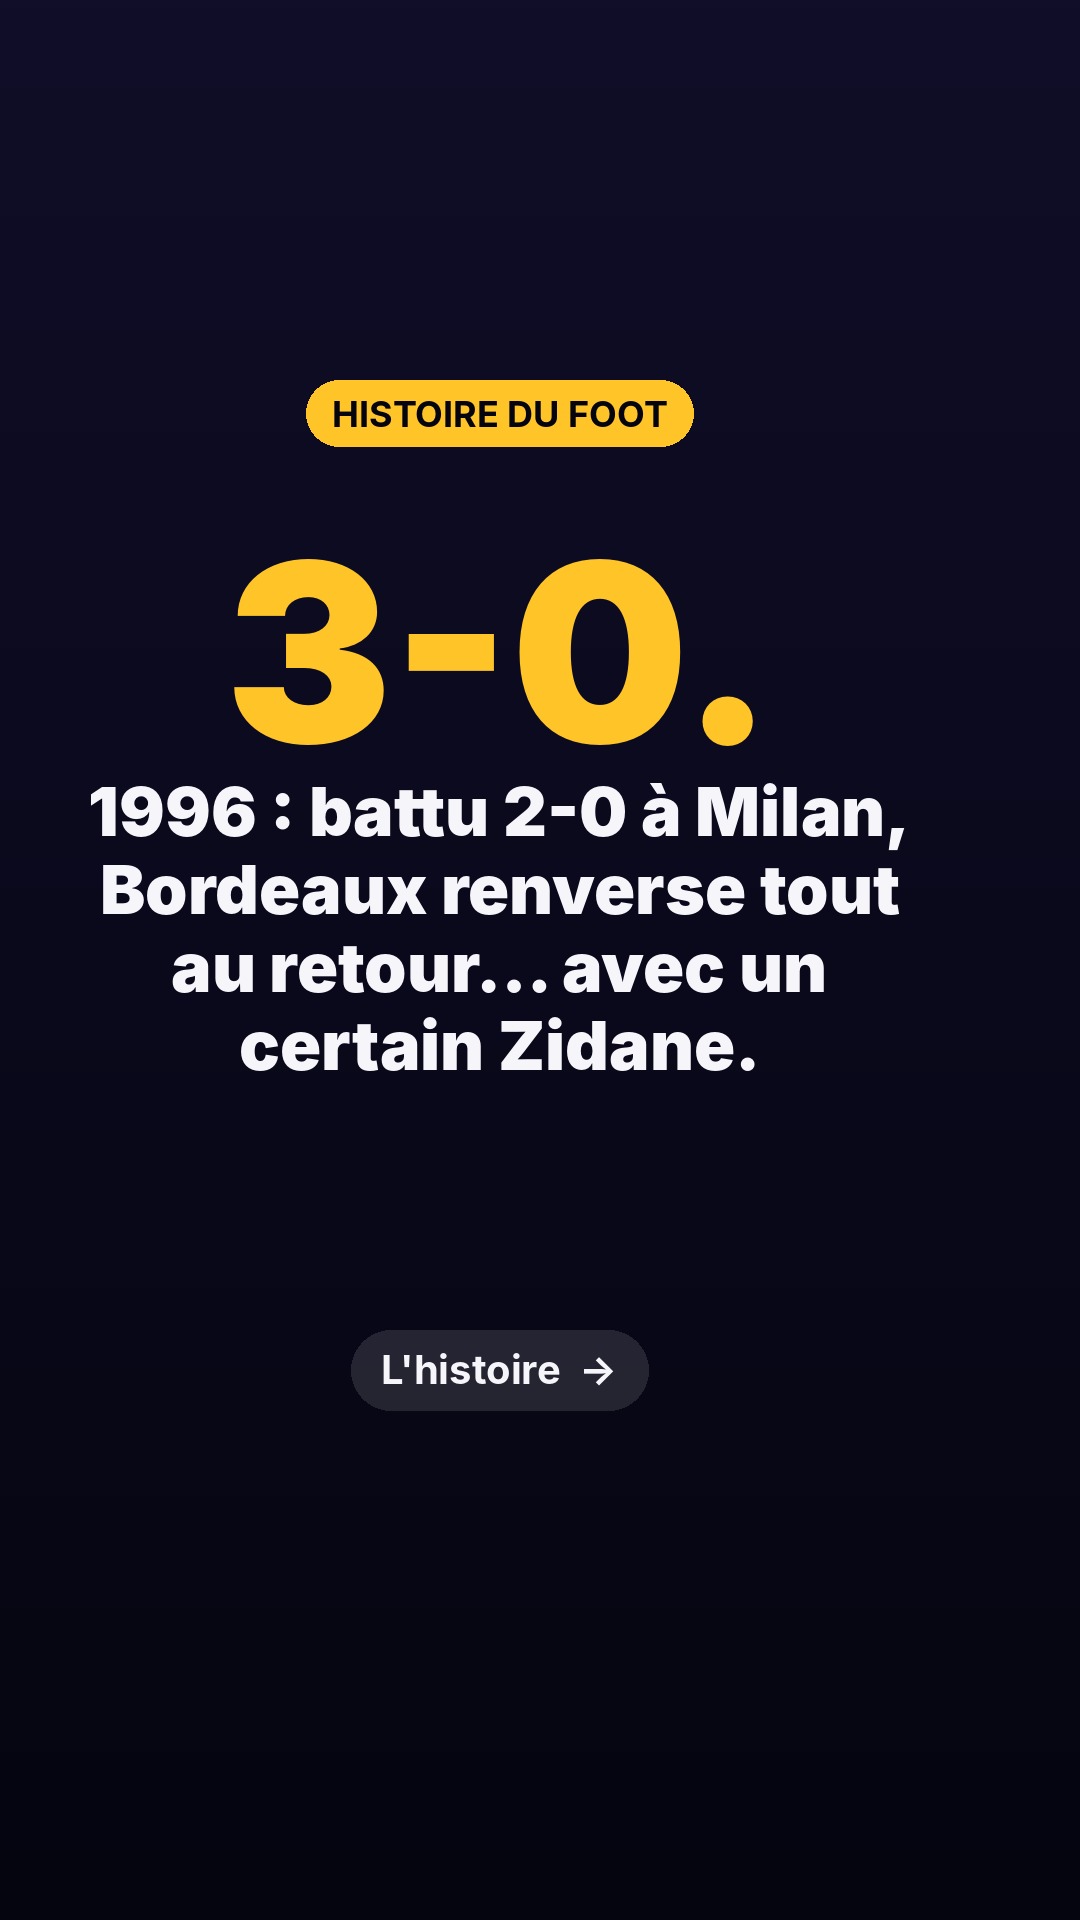 HISTOIRE DU FOOT
3-0.
1996 : battu 2-0 à Milan,
Bordeaux renverse tout
au retour... avec un
certain Zidane.
L'histoire →